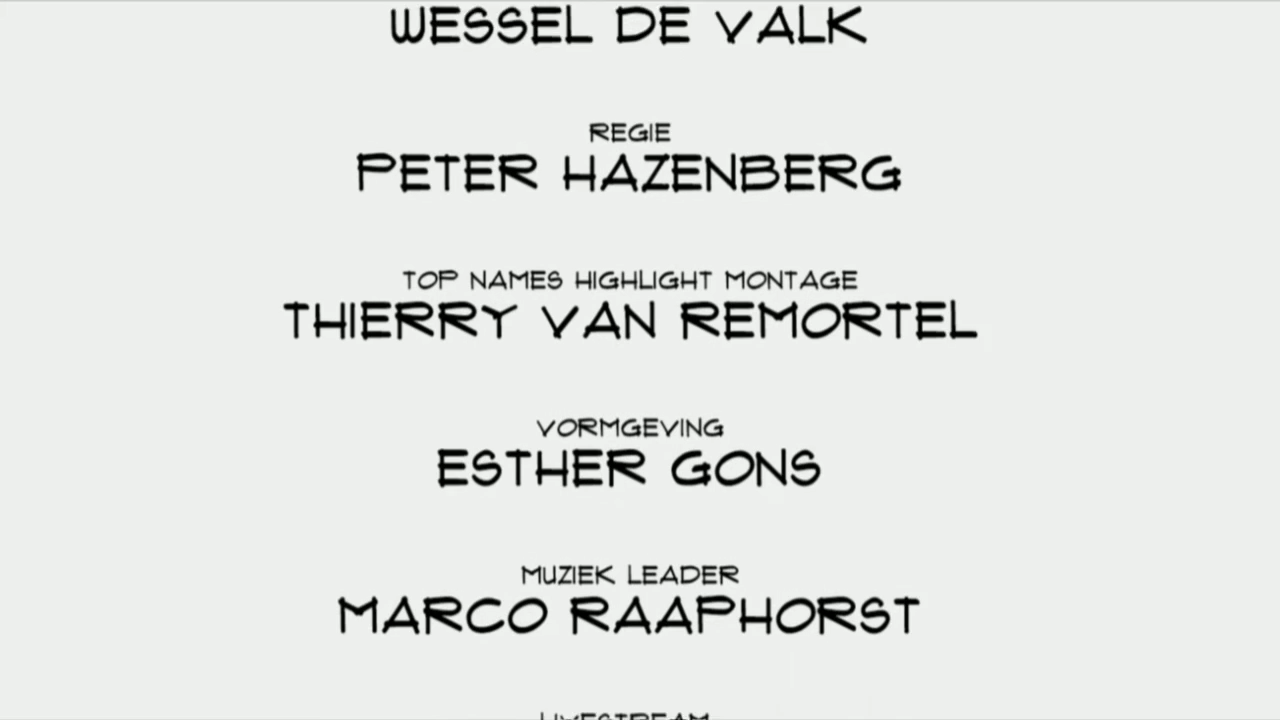 WESSEL DE VALK
REGIE
PETER HAZENBERG
TOP NAMES HIGHLIGHT MONTAGE
THIERRY VAN REMORTEL
VORMGEVING
ESTHER GONS
MUZIEK LEADER
MARCO RAAPHORST
LIVESTREAM